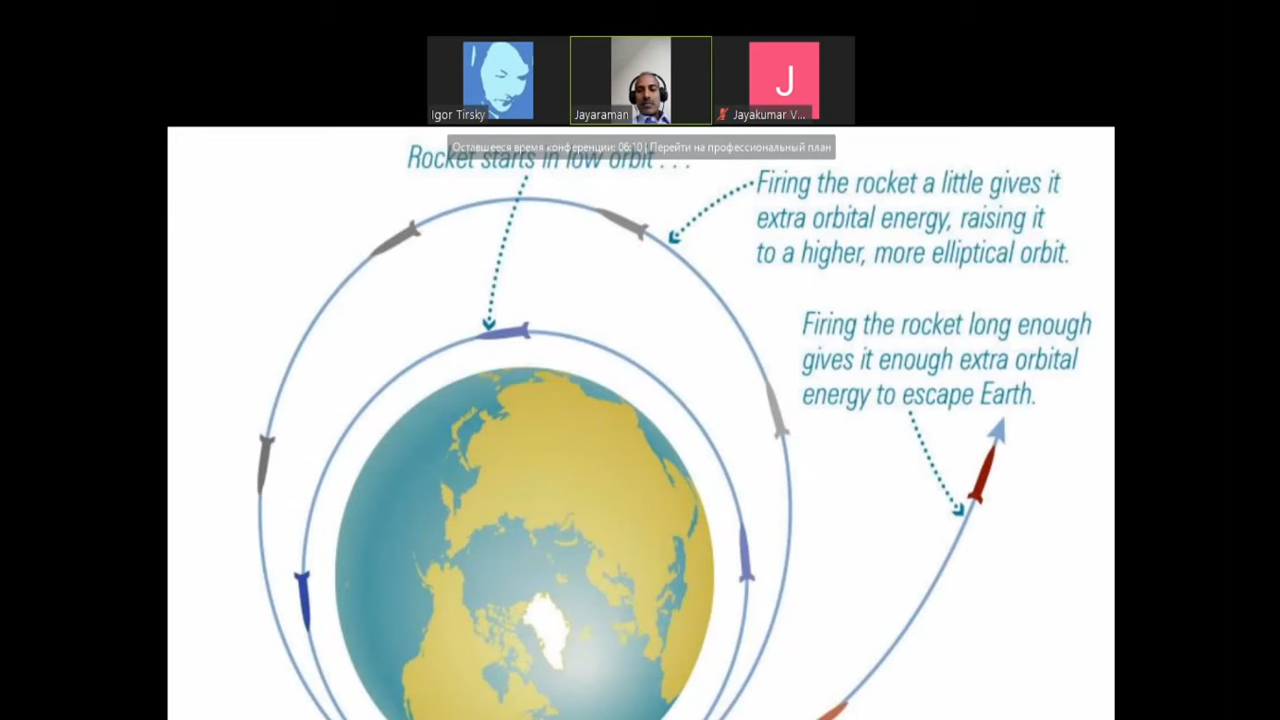 J
Igor Tirsky
Jayaraman
Jayakumar V...
Оставшееся время конференции: 06:10 | Перейти на профессиональный план
Rocket starts in low orbit . . .
Firing the rocket a little gives it
extra orbital energy, raising it
to a higher, more elliptical orbit.
Firing the rocket long enough
gives it enough extra orbital
energy to escape Earth.